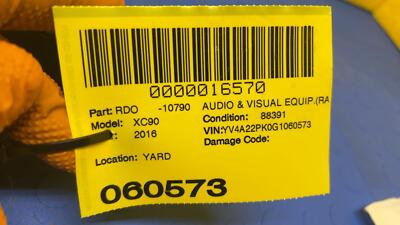 0000016570
Part: RDO -10790 AUDIO & VISUAL EQUIP.(RA
Model: XC90 Condition: 88391
: 2016 VIN:YV4A22PK0G1060573
Damage Code:
Location: YARD
060573